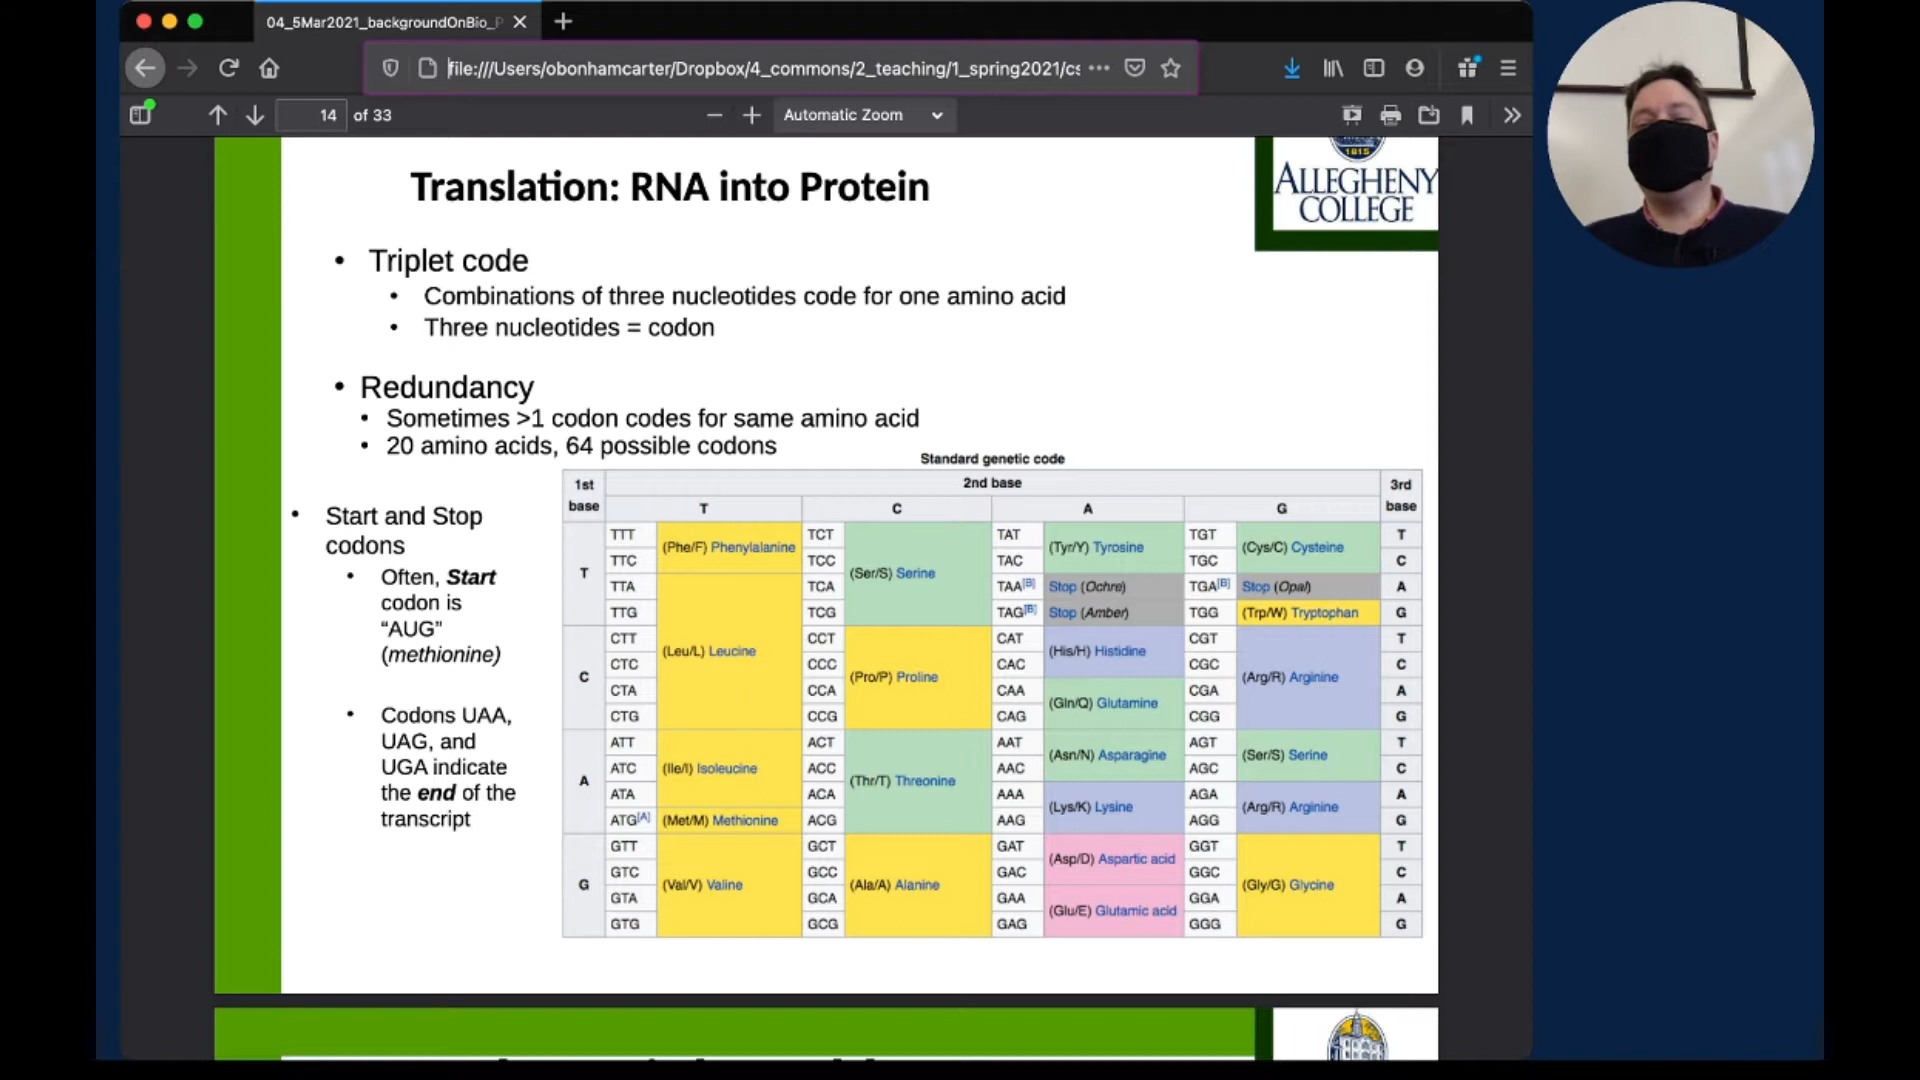 04_5Mar2021_backgroundOnBio_P
file:///Users/obonhamcarter/Dropbox/4_commons/2_teaching/1_spring2021/cs
14 of 33
Automatic Zoom
1815
ALLEGHENY
COLLEGE
Translation: RNA into Protein
• Triplet code
• Combinations of three nucleotides code for one amino acid
• Three nucleotides = codon
• Redundancy
• Sometimes >1 codon codes for same amino acid
• 20 amino acids, 64 possible codons
• Start and Stop
codons
• Often, Start
codon is
“AUG”
(methionine)
• Codons UAA,
UAG, and
UGA indicate
the end of the
transcript
Standard genetic code
1st base 2nd base 3rd base
T C A G
T TTT (Phe/F) Phenylalanine TCT (Ser/S) Serine TAT (Tyr/Y) Tyrosine TGT (Cys/C) Cysteine T
TTC TCC TAC TGC C
TTA (Leu/L) Leucine TCA TAA[B] Stop (Ochre) TGA[B] Stop (Opal) A
TTG TCG TAG[B] Stop (Amber) TGG (Trp/W) Tryptophan G
C CTT CCT (Pro/P) Proline CAT (His/H) Histidine CGT (Arg/R) Arginine T
CTC CCC CAC CGC C
CTA CCA CAA (Gln/Q) Glutamine CGA A
CTG CCG CAG CGG G
A ATT (Ile/I) Isoleucine ACT (Thr/T) Threonine AAT (Asn/N) Asparagine AGT (Ser/S) Serine T
ATC ACC AAC AGC C
ATA ACA AAA (Lys/K) Lysine AGA (Arg/R) Arginine A
ATG[A] (Met/M) Methionine ACG AAG AGG G
G GTT (Val/V) Valine GCT (Ala/A) Alanine GAT (Asp/D) Aspartic acid GGT (Gly/G) Glycine T
GTC GCC GAC GGC C
GTA GCA GAA (Glu/E) Glutamic acid GGA A
GTG GCG GAG GGG G